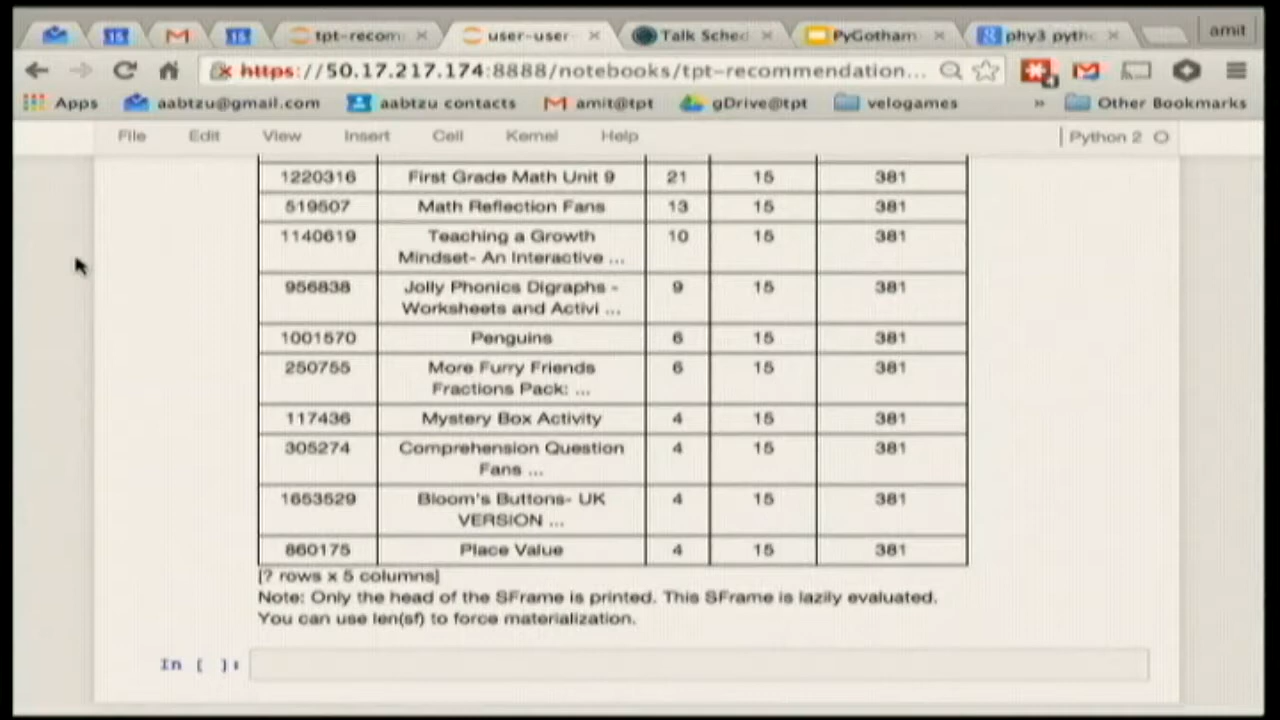 15
15
tpt-recom
user-user
Talk Sched
PyGotham
phy3 pytho
amit
https://50.17.217.174:8888/notebooks/tpt-recommendation...
Apps
aabtzu@gmail.com
aabtzu contacts
amit@tpt
gDrive@tpt
velogames
»
Other Bookmarks
File Edit View Insert Cell Kernel Help
Python 2
1220316 First Grade Math Unit 9 21 15 381
519507 Math Reflection Fans 13 15 381
1140619 Teaching a Growth 10 15 381
Mindset- An Interactive ...
956838 Jolly Phonics Digraphs - 9 15 381
Worksheets and Activi ...
1001570 Penguins 6 15 381
250755 More Furry Friends 6 15 381
Fractions Pack: ...
117436 Mystery Box Activity 4 15 381
305274 Comprehension Question 4 15 381
Fans ...
1653529 Bloom's Buttons- UK 4 15 381
VERSION ...
860175 Place Value 4 15 381
[? rows x 5 columns]
Note: Only the head of the SFrame is printed. This SFrame is lazily evaluated.
You can use len(sf) to force materialization.
In [ ]: